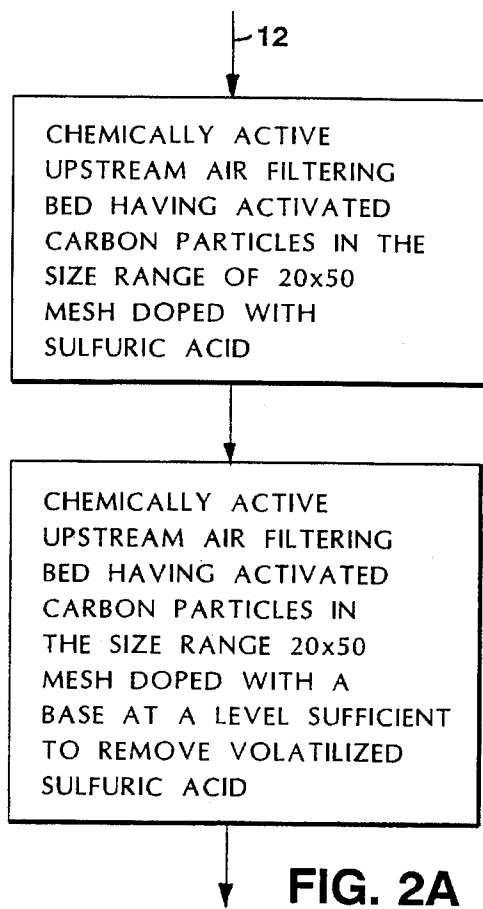 12
CHEMICALLY ACTIVE
UPSTREAM AIR FILTERING
BED HAVING ACTIVATED
CARBON PARTICLES IN THE
SIZE RANGE OF 20x50
MESH DOPED WITH
SULFURIC ACID
CHEMICALLY ACTIVE
UPSTREAM AIR FILTERING
BED HAVING ACTIVATED
CARBON PARTICLES IN
THE SIZE RANGE 20x50
MESH DOPED WITH A
BASE AT A LEVEL SUFFICIENT
TO REMOVE VOLATILIZED
SULFURIC ACID
FIG. 2A